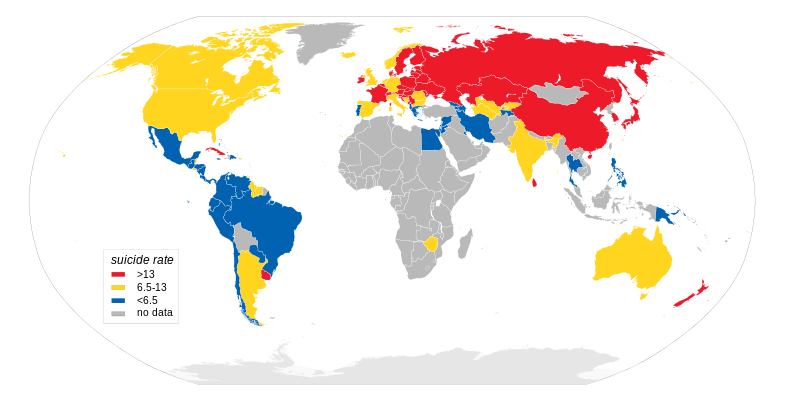 suicide rate
>13
6.5-13
<6.5
no data